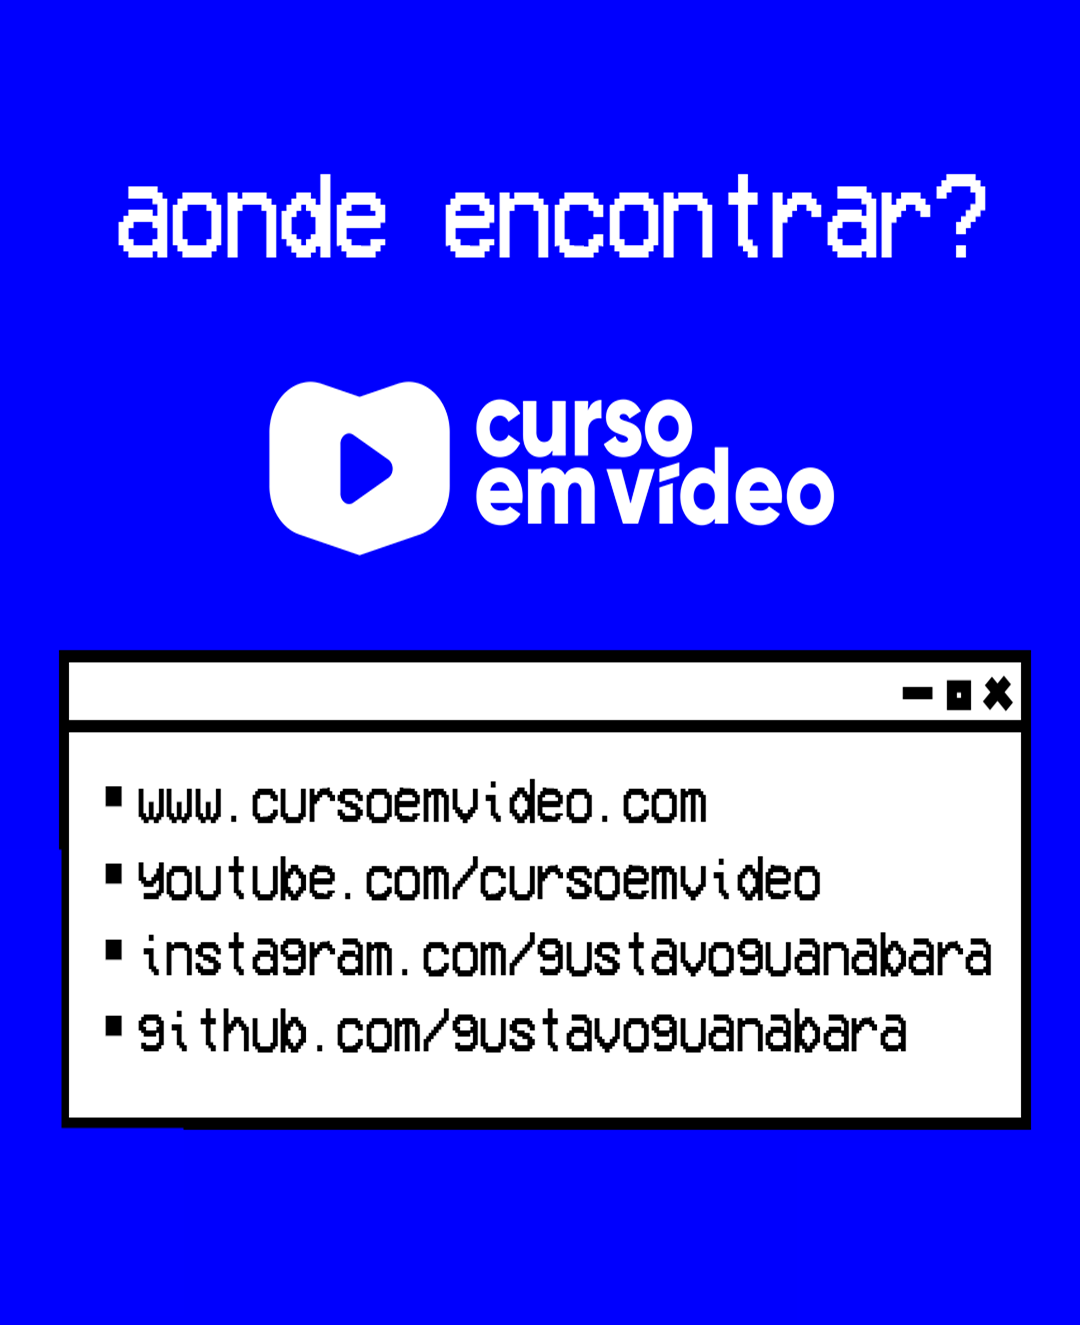 aonde encontrar?
curso
em vídeo
www.cursoemvideo.com
youtube.com/cursoemvideo
instagram.com/gustavoguanabara
github.com/gustavoguanabara